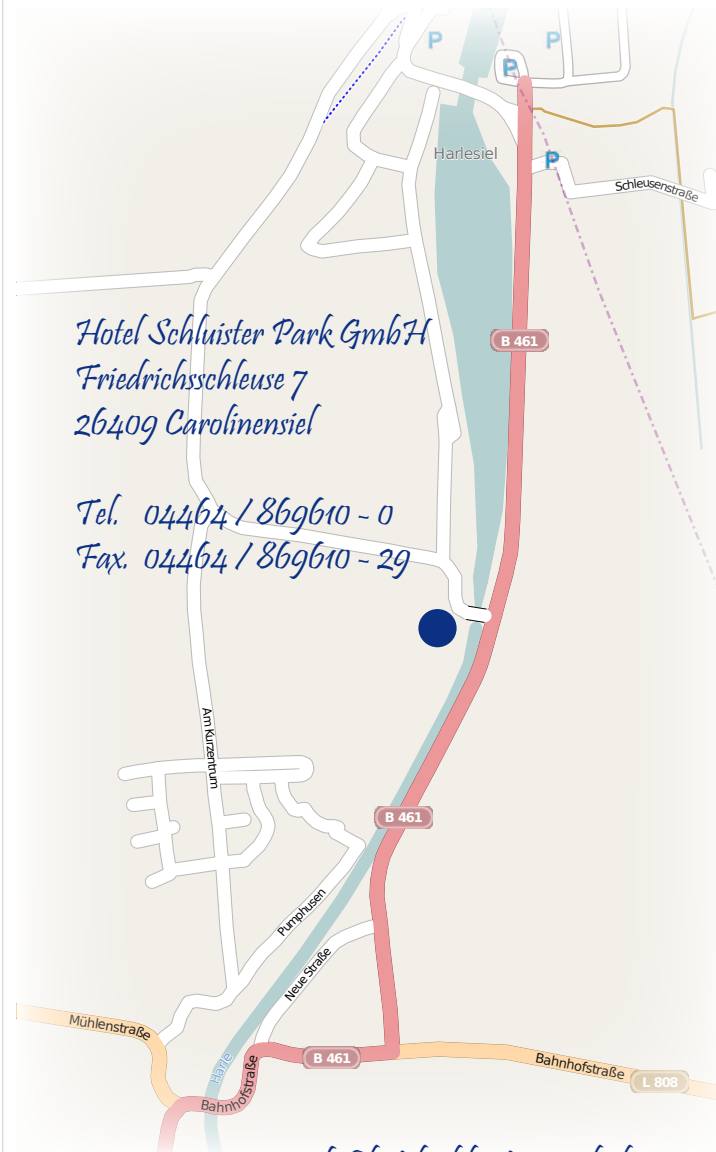 P
P
P
Harlesiel
P
Schleusenstraße
Hotel Schluister Park GmbH
B 461
Friedrichsschleuse 7
26409 Carolinensiel
Tel. 04464 / 869610 - 0
Fax. 04464 / 869610 - 29
Am Kurzentrum
B 461
Pumphusen
Neue Straße
Mühlenstraße
B 461
Bahnhofstraße
L 808
Harle
Bahnhofstraße